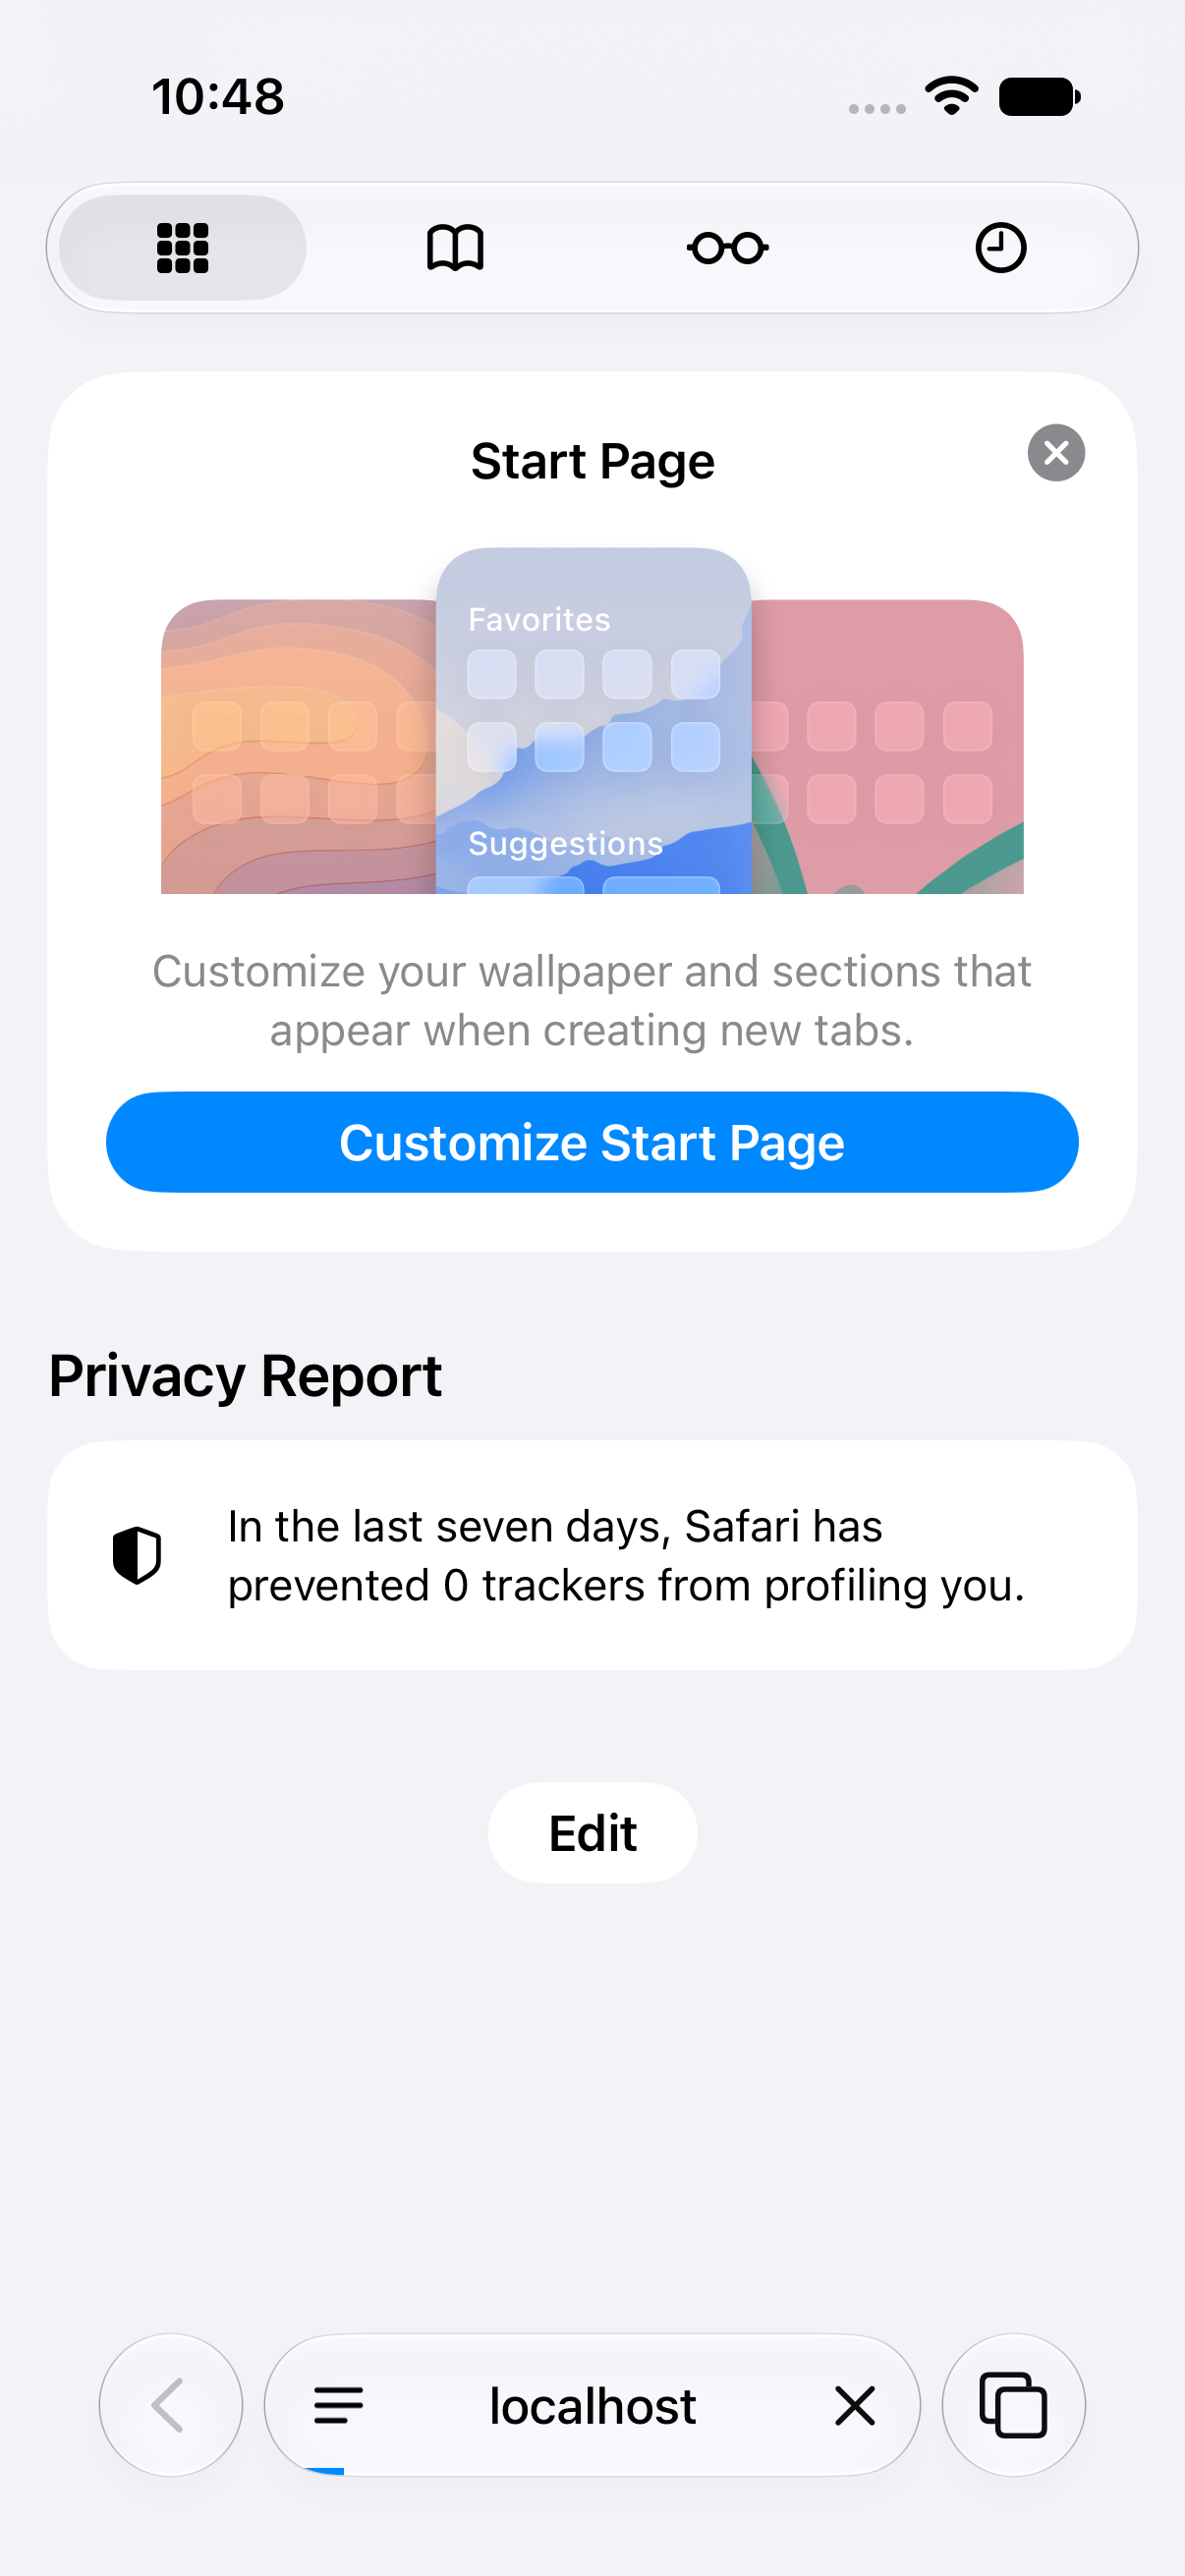 10:48
Start Page
Favorites
Suggestions
Customize your wallpaper and sections that
appear when creating new tabs.
Customize Start Page
Privacy Report
In the last seven days, Safari has
prevented 0 trackers from profiling you.
Edit
localhost